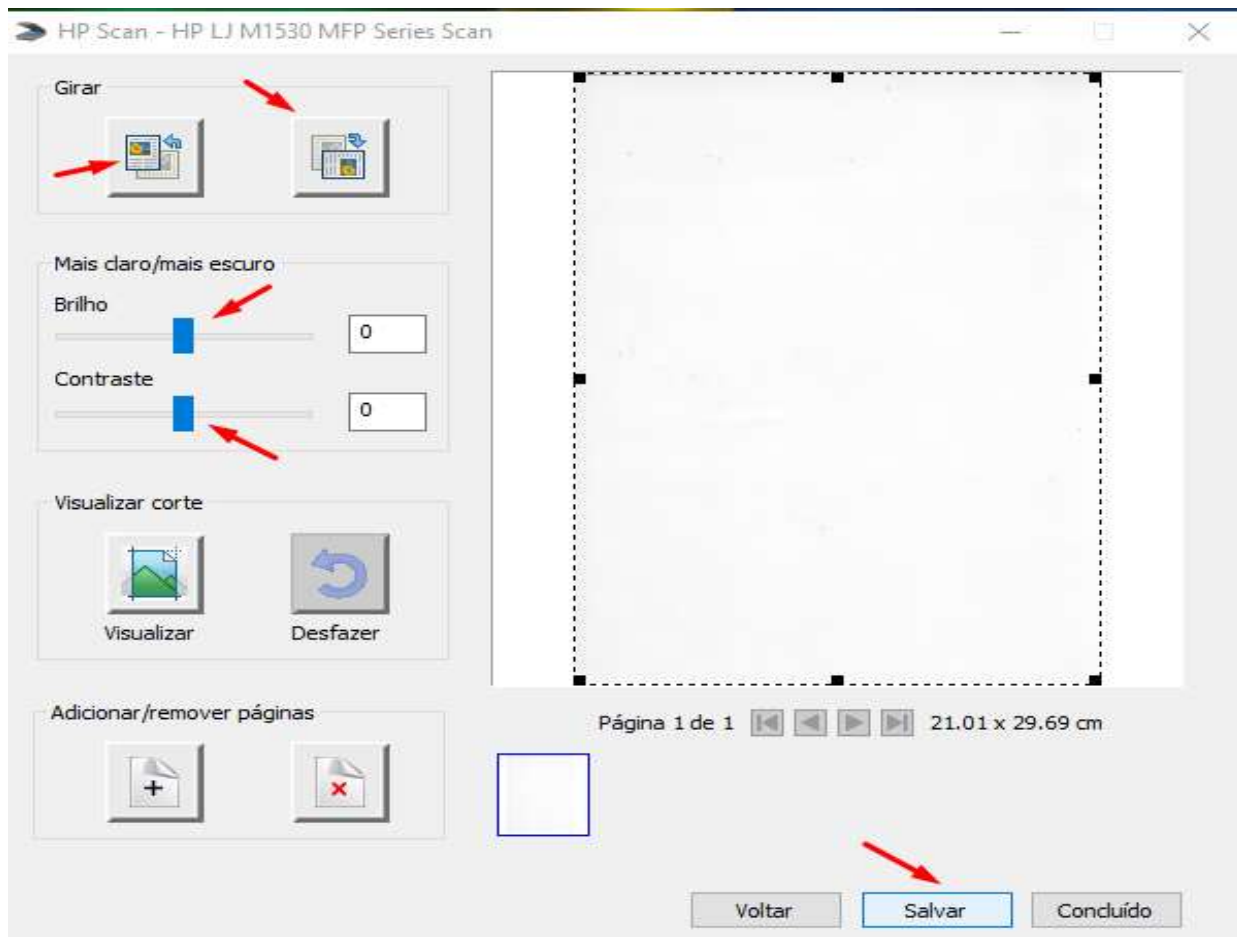 HP Scan - HP LJ M1530 MFP Series Scan
Girar
Mais claro/mais escuro
Brilho
0
Contraste
0
Visualizar corte
Visualizar
Desfazer
Adicionar/remover páginas
Página 1 de 1
21.01 x 29.69 cm
Voltar
Salvar
Concluído